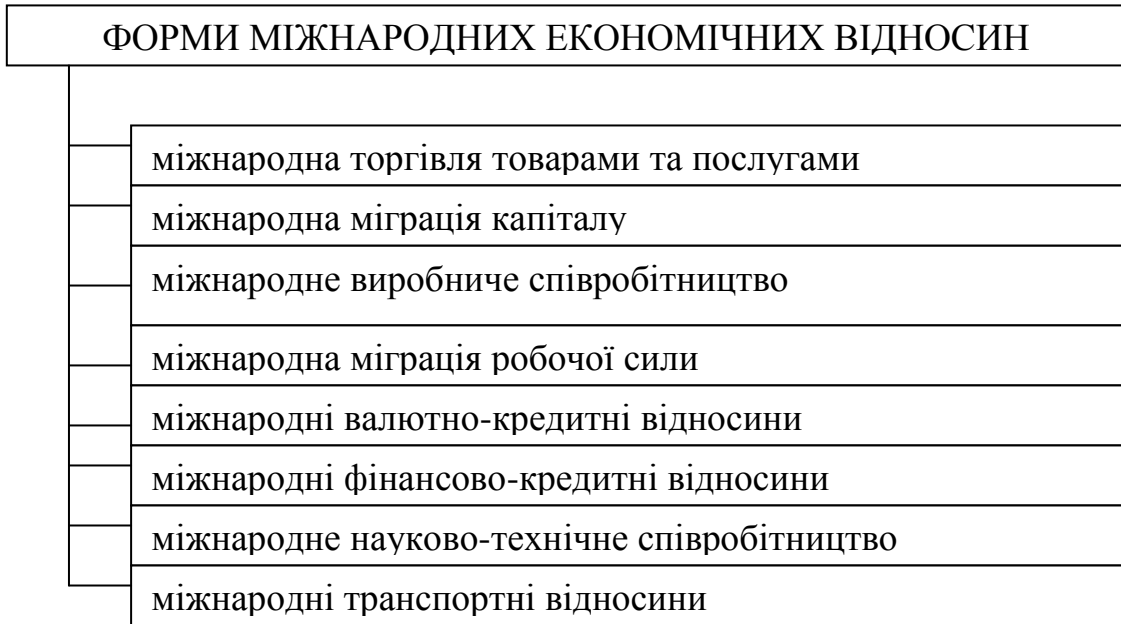 ФОРМИ МІЖНАРОДНИХ ЕКОНОМІЧНИХ ВІДНОСИН
міжнародна торгівля товарами та послугами
міжнародна міграція капіталу
міжнародне виробниче співробітництво
міжнародна міграція робочої сили
міжнародні валютно-кредитні відносини
міжнародні фінансово-кредитні відносини
міжнародне науково-технічне співробітництво
міжнародні транспортні відносини